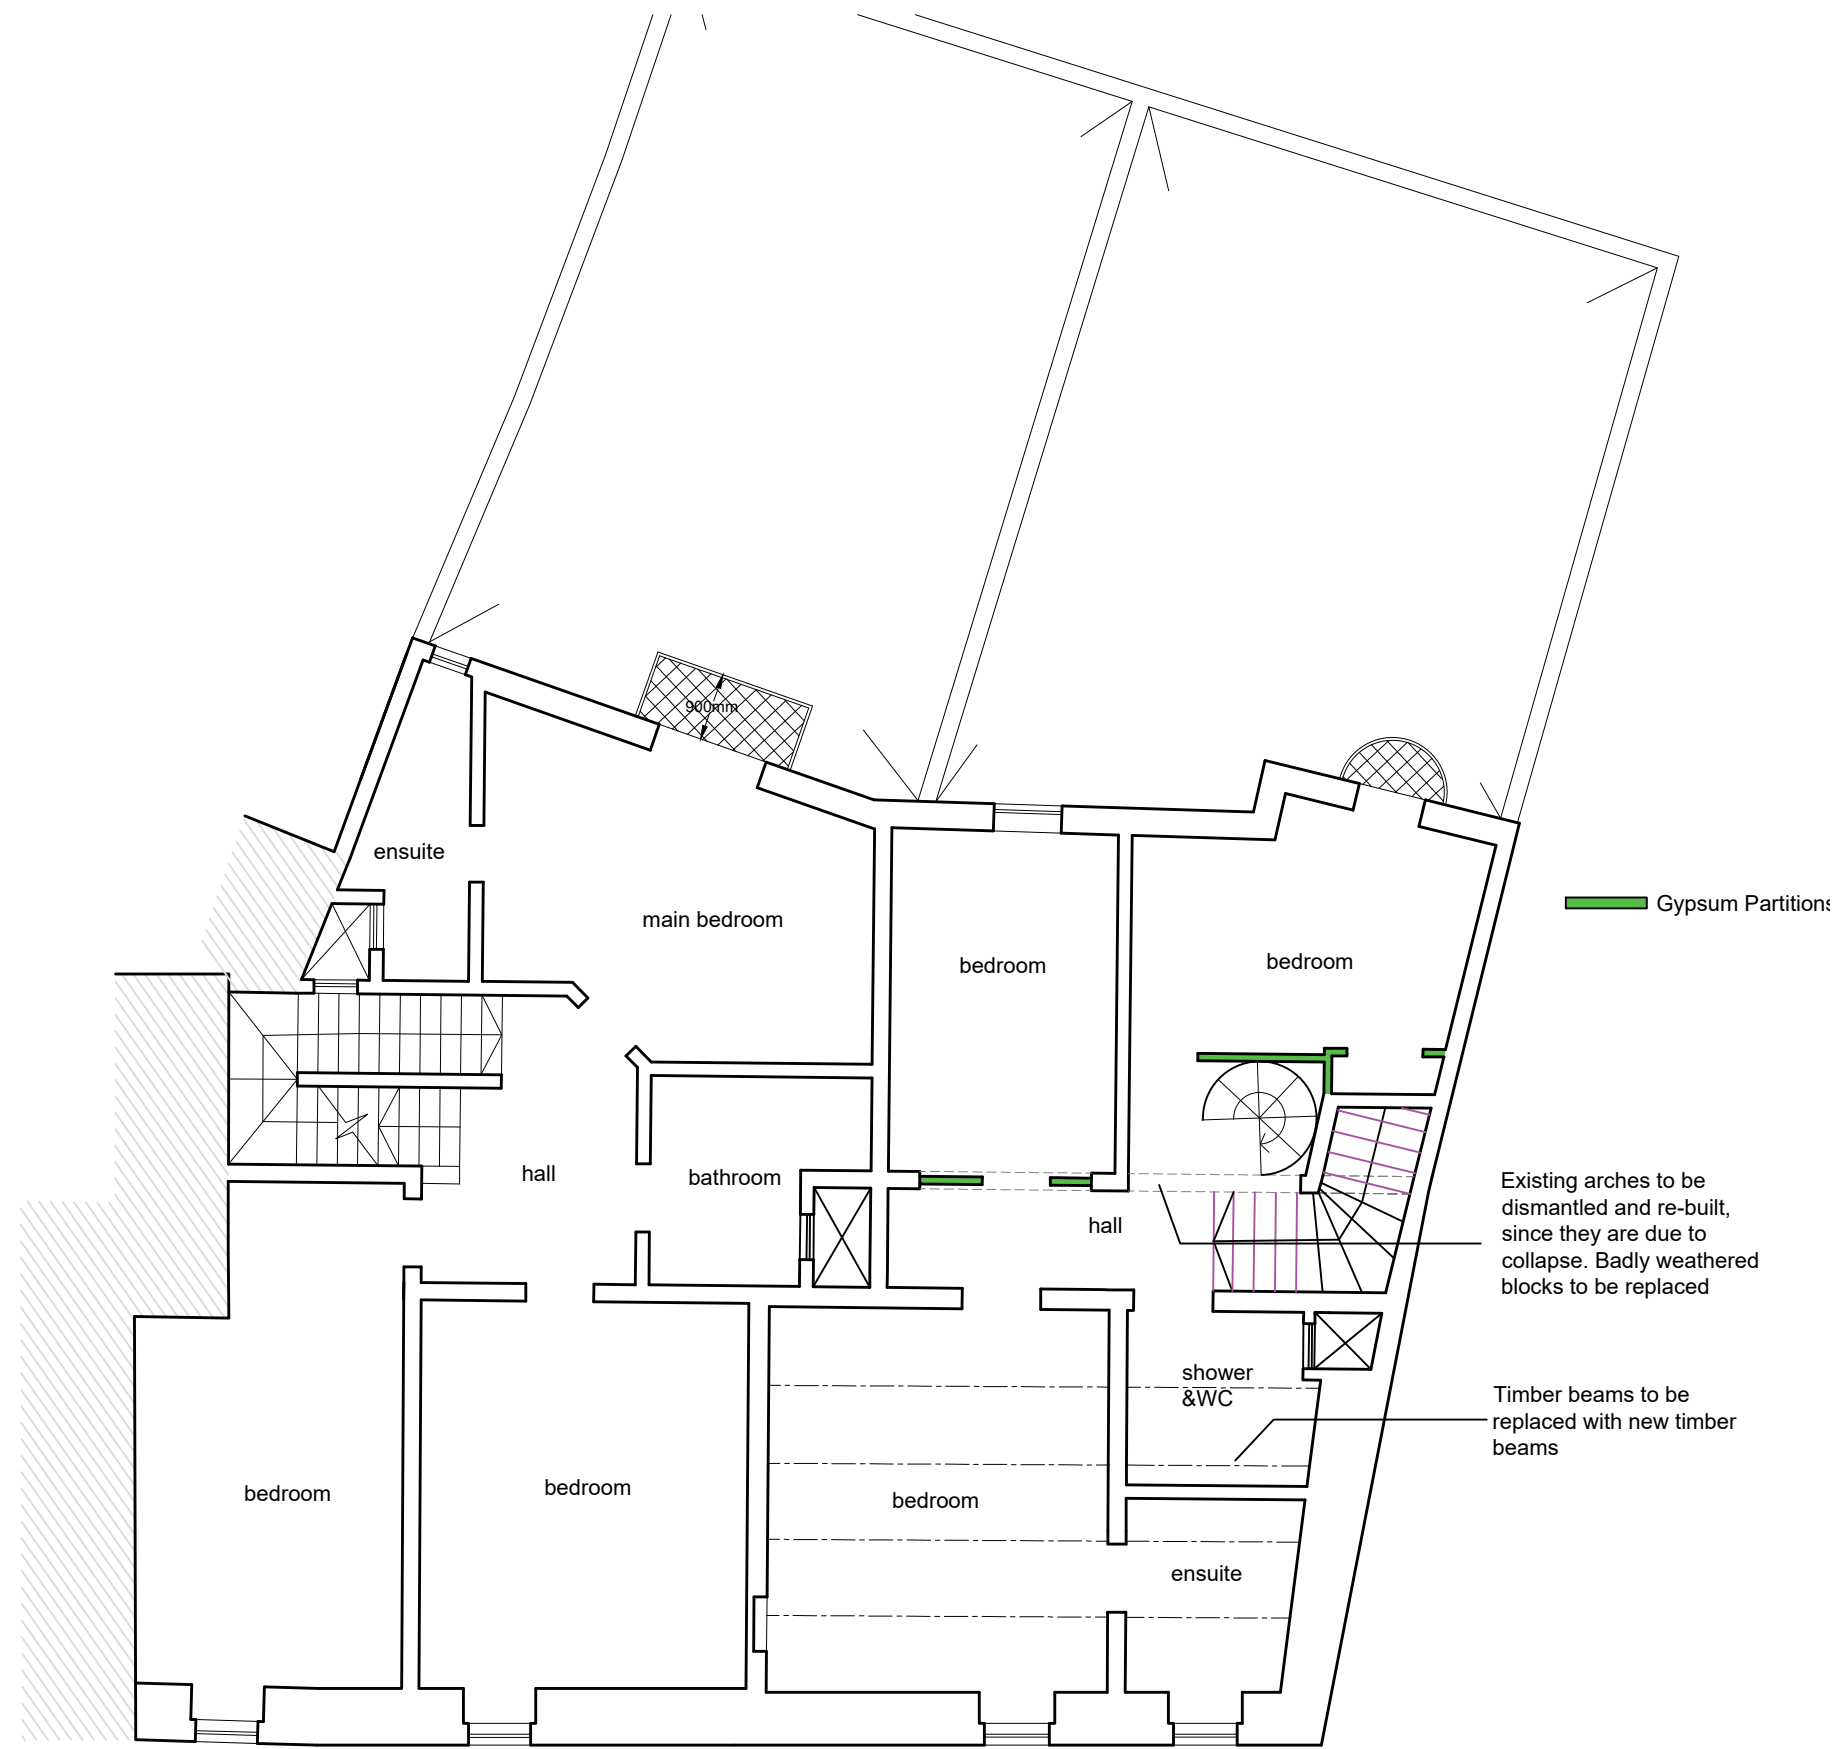 900mm
ensuite
main bedroom
Gypsum Partitions
bedroom
bedroom
hall
bathroom
hall
Existing arches to be
dismantled and re-built,
since they are due to
collapse. Badly weathered
blocks to be replaced
shower
&WC
Timber beams to be
replaced with new timber
beams
bedroom
bedroom
bedroom
ensuite